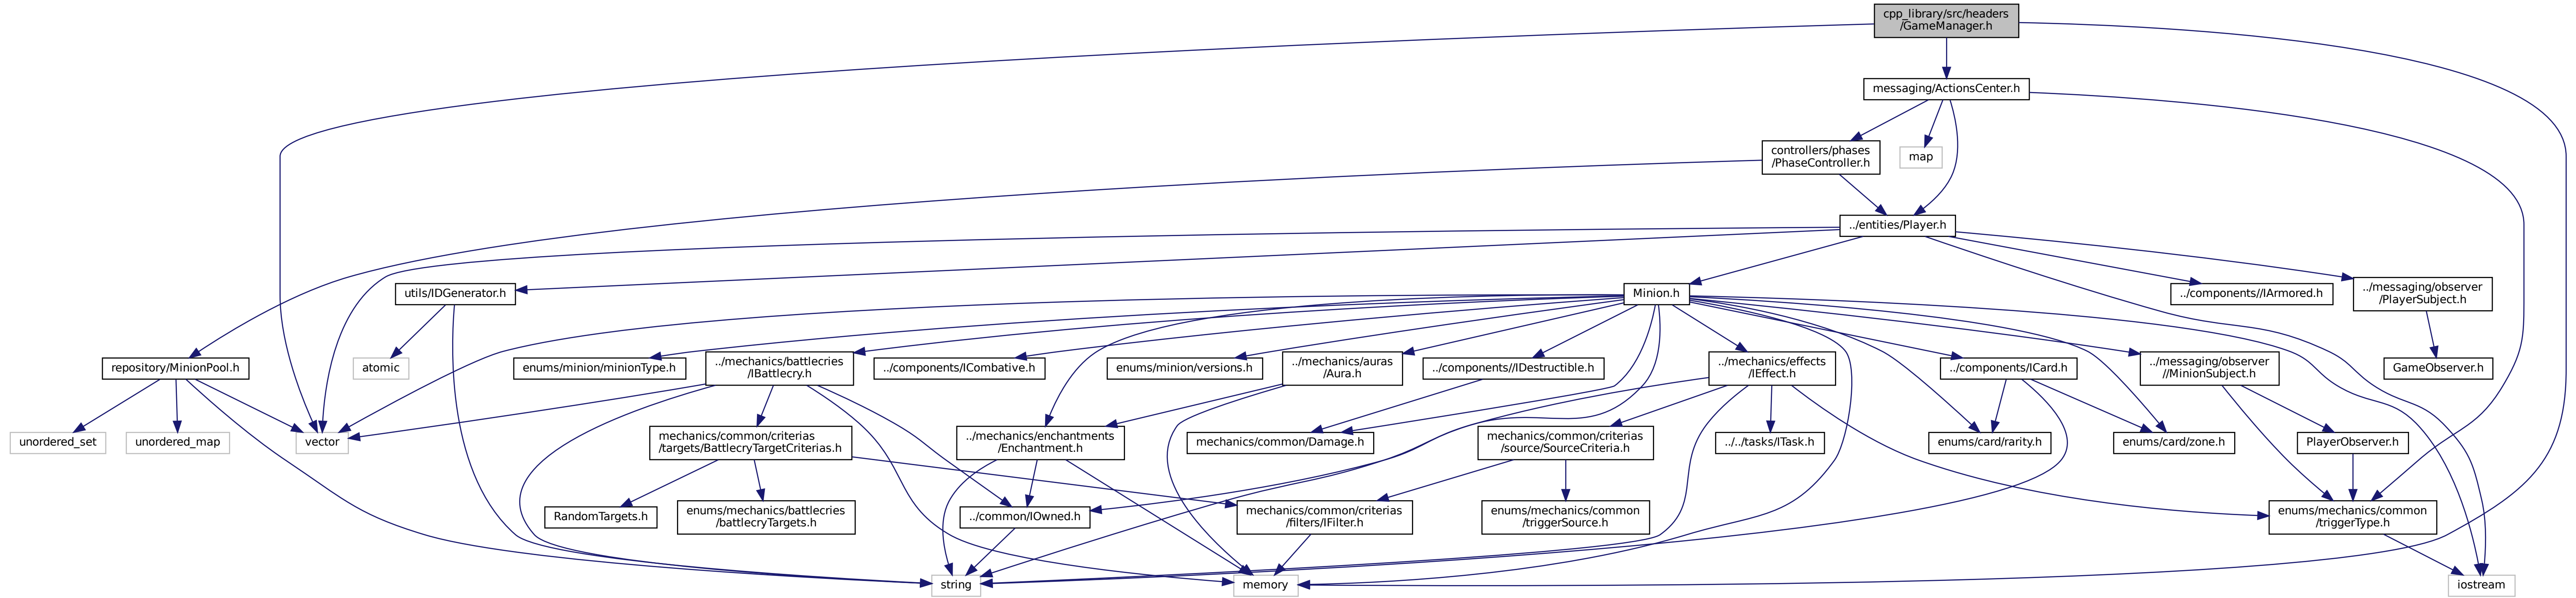 cpp_library/src/headers
/GameManager.h
messaging/ActionsCenter.h
controllers/phases
/PhaseController.h
map
../entities/Player.h
utils/IDGenerator.h
Minion.h
../components//IArmored.h
../messaging/observer
/PlayerSubject.h
repository/MinionPool.h
atomic
enums/minion/minionType.h
../mechanics/battlecries
/IBattlecry.h
../components/ICombative.h
enums/minion/versions.h
../mechanics/auras
/Aura.h
../components//IDestructible.h
../mechanics/effects
/IEffect.h
../components/ICard.h
../messaging/observer
//MinionSubject.h
GameObserver.h
unordered_set
unordered_map
vector
mechanics/common/criterias
/targets/BattlecryTargetCriterias.h
../mechanics/enchantments
/Enchantment.h
mechanics/common/Damage.h
mechanics/common/criterias
/source/SourceCriteria.h
../../tasks/ITask.h
enums/card/rarity.h
enums/card/zone.h
PlayerObserver.h
RandomTargets.h
enums/mechanics/battlecries
/battlecryTargets.h
../common/IOwned.h
mechanics/common/criterias
/filters/IFilter.h
enums/mechanics/common
/triggerSource.h
enums/mechanics/common
/triggerType.h
string
memory
iostream